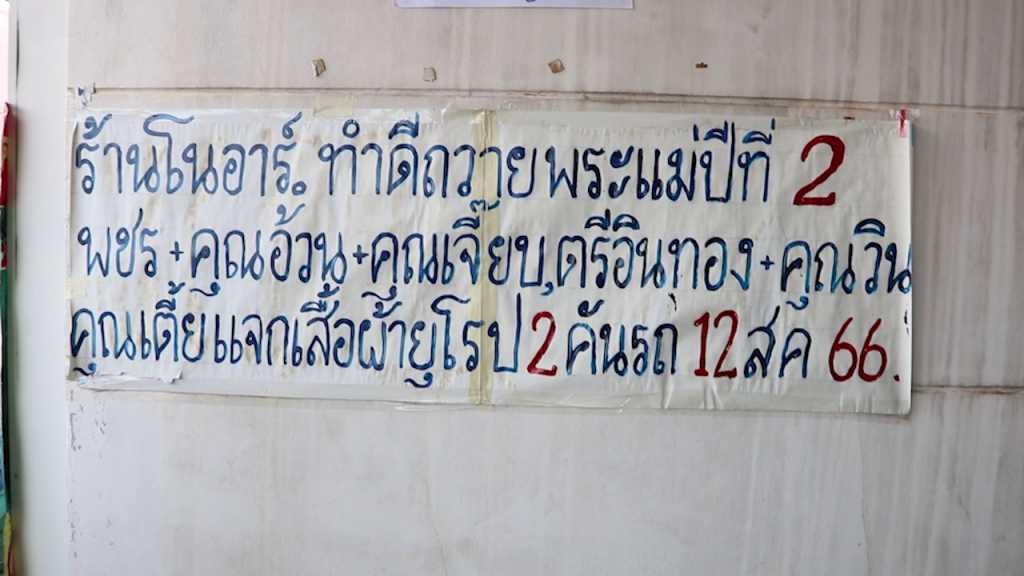 ร้านโนอาร์. ทำดีถวายพระแม่ปีที่ 2
พชร+คุณอ้วน+คุณเจี๊ยบ,ตรีอินทอง+คุณวิน
คุณเตี้ยแจกเสื้อผ้ายุโรป 2 คันรถ 12 สค 66.